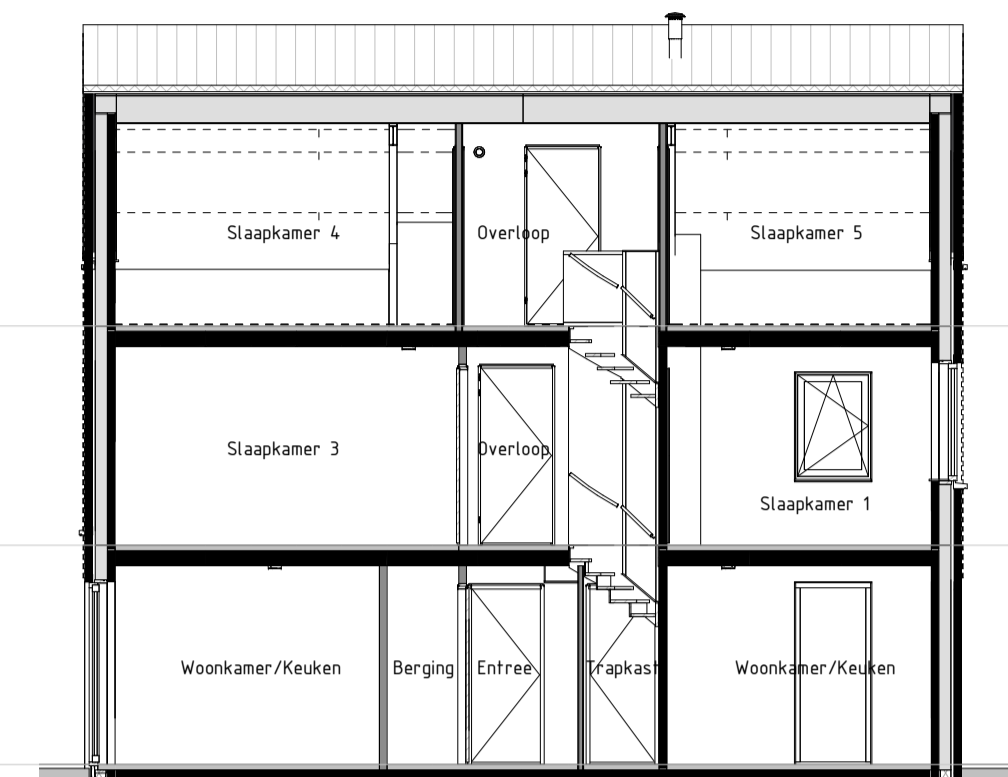 Slaapkamer 4
Overloop
Slaapkamer 5
Slaapkamer 3
Overloop
Slaapkamer 1
Woonkamer/Keuken
Berging
Entree
Trapkast
Woonkamer/Keuken